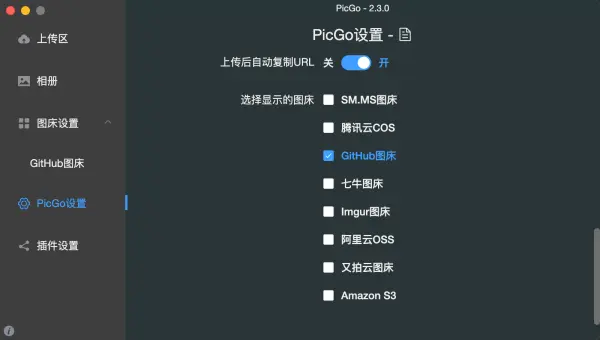 PicGo - 2.3.0
上传区
相册
图床设置
GitHub图床
PicGo设置
插件设置
PicGo设置 -
上传后自动复制URL 关 开
选择显示的图床 SM.MS图床
腾讯云COS
GitHub图床
七牛图床
Imgur图床
阿里云OSS
又拍云图床
Amazon S3